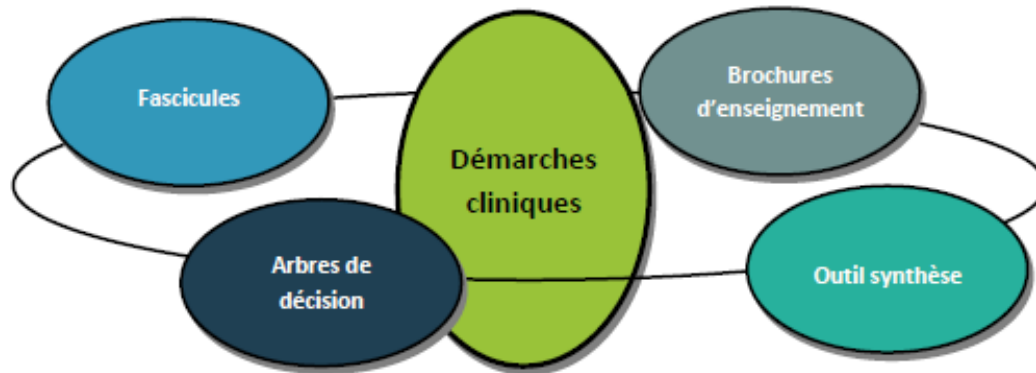 Fascicules
Brochures
d'enseignement
Démarches
cliniques
Arbres de
décision
Outil synthèse